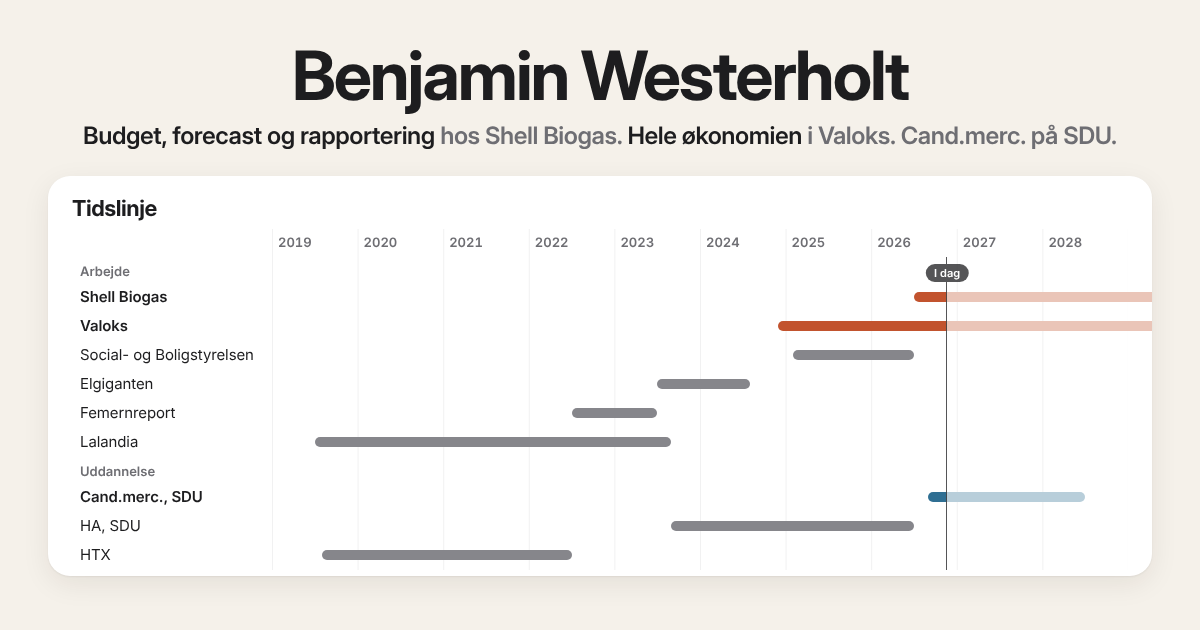 Benjamin Westerholt
Budget, forecast og rapportering hos Shell Biogas. Hele økonomien i Valoks. Cand.merc. på SDU.
Tidslinje
2019 2020 2021 2022 2023 2024 2025 2026 2027 2028
Arbejde
I dag
Shell Biogas
Valoks
Social- og Boligstyrelsen
Elgiganten
Femernreport
Lalandia
Uddannelse
Cand.merc., SDU
HA, SDU
HTX